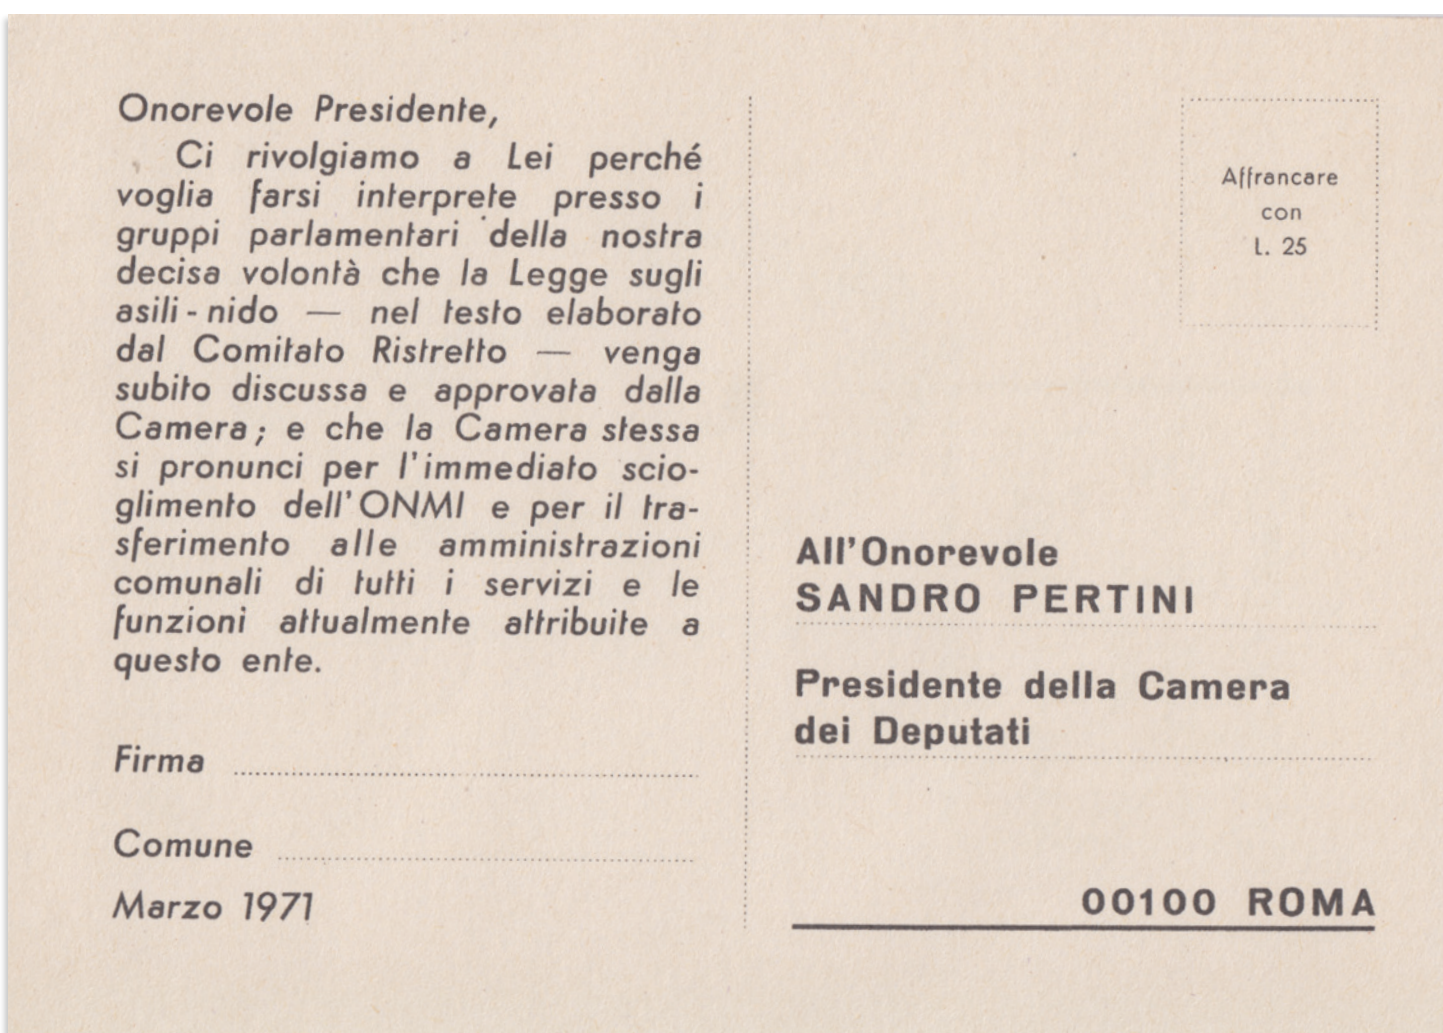 Onorevole Presidente,
Ci rivolgiamo a Lei perché
voglia farsi interprete presso i
gruppi parlamentari della nostra
decisa volontà che la Legge sugli
asili-nido — nel testo elaborato
dal Comitato Ristretto — venga
subito discussa e approvata dalla
Camera; e che la Camera stessa
si pronunci per l'immediato scio-
glimento dell'ONMI e per il tra-
sferimento alle amministrazioni
comunali di tutti i servizi e le
funzioni attualmente attribuite a
questo ente.
Firma
Comune
Marzo 1971
Affrancare
con
L. 25
All'Onorevole
SANDRO PERTINI
Presidente della Camera
dei Deputati
00100 ROMA